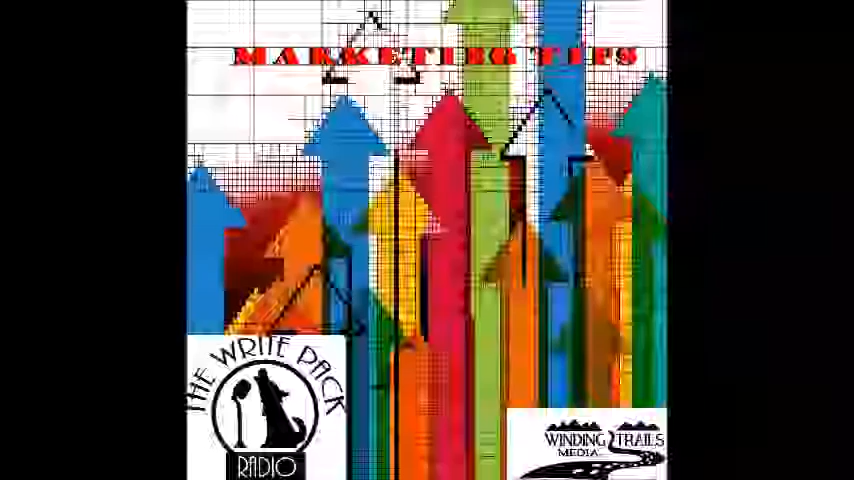 MARKETING TIPS
THE WRITE PACK
RADIO
WINDING TRAILS
MEDIA